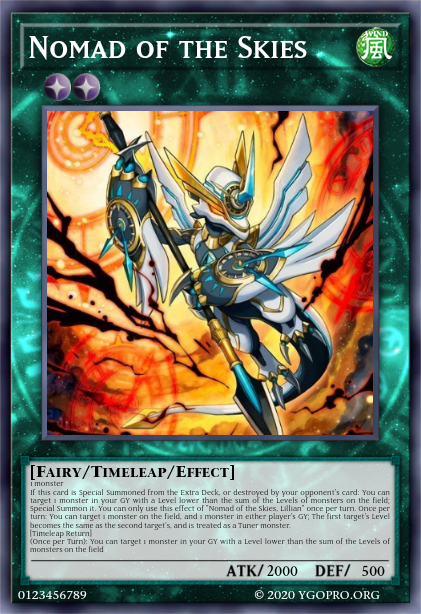 Nomad of the Skies
WIND
風
[Fairy/Timeleap/Effect]
1 monster
If this card is Special Summoned from the Extra Deck, or destroyed by your opponent's card: You can
target 1 monster in your GY with a Level lower than the sum of the Levels of monsters on the field;
Special Summon it. You can only use this effect of "Nomad of the Skies, Lillian" once per turn. Once per
turn: You can target 1 monster on the field, and 1 monster in either player's GY; The first target's Level
becomes the same as the second target's, and is treated as a Tuner monster.
[Timeleap Return]
(Once per Turn): You can target 1 monster in your GY with a Level lower than the sum of the Levels of
monsters on the field
ATK/ 2000 DEF/ 500
0123456789 © 2020 YGOPRO.ORG